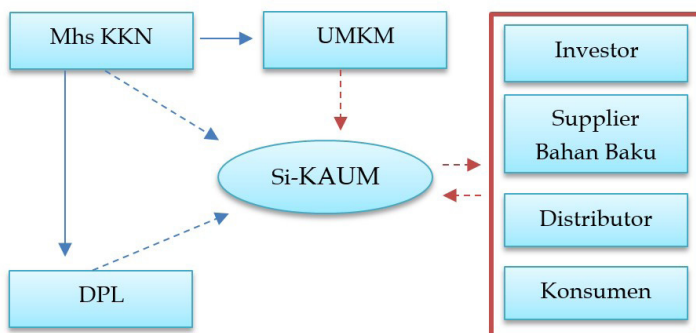 Mhs KKN
UMKM
Investor
Supplier
Bahan Baku
Si-KAUM
Distributor
DPL
Konsumen